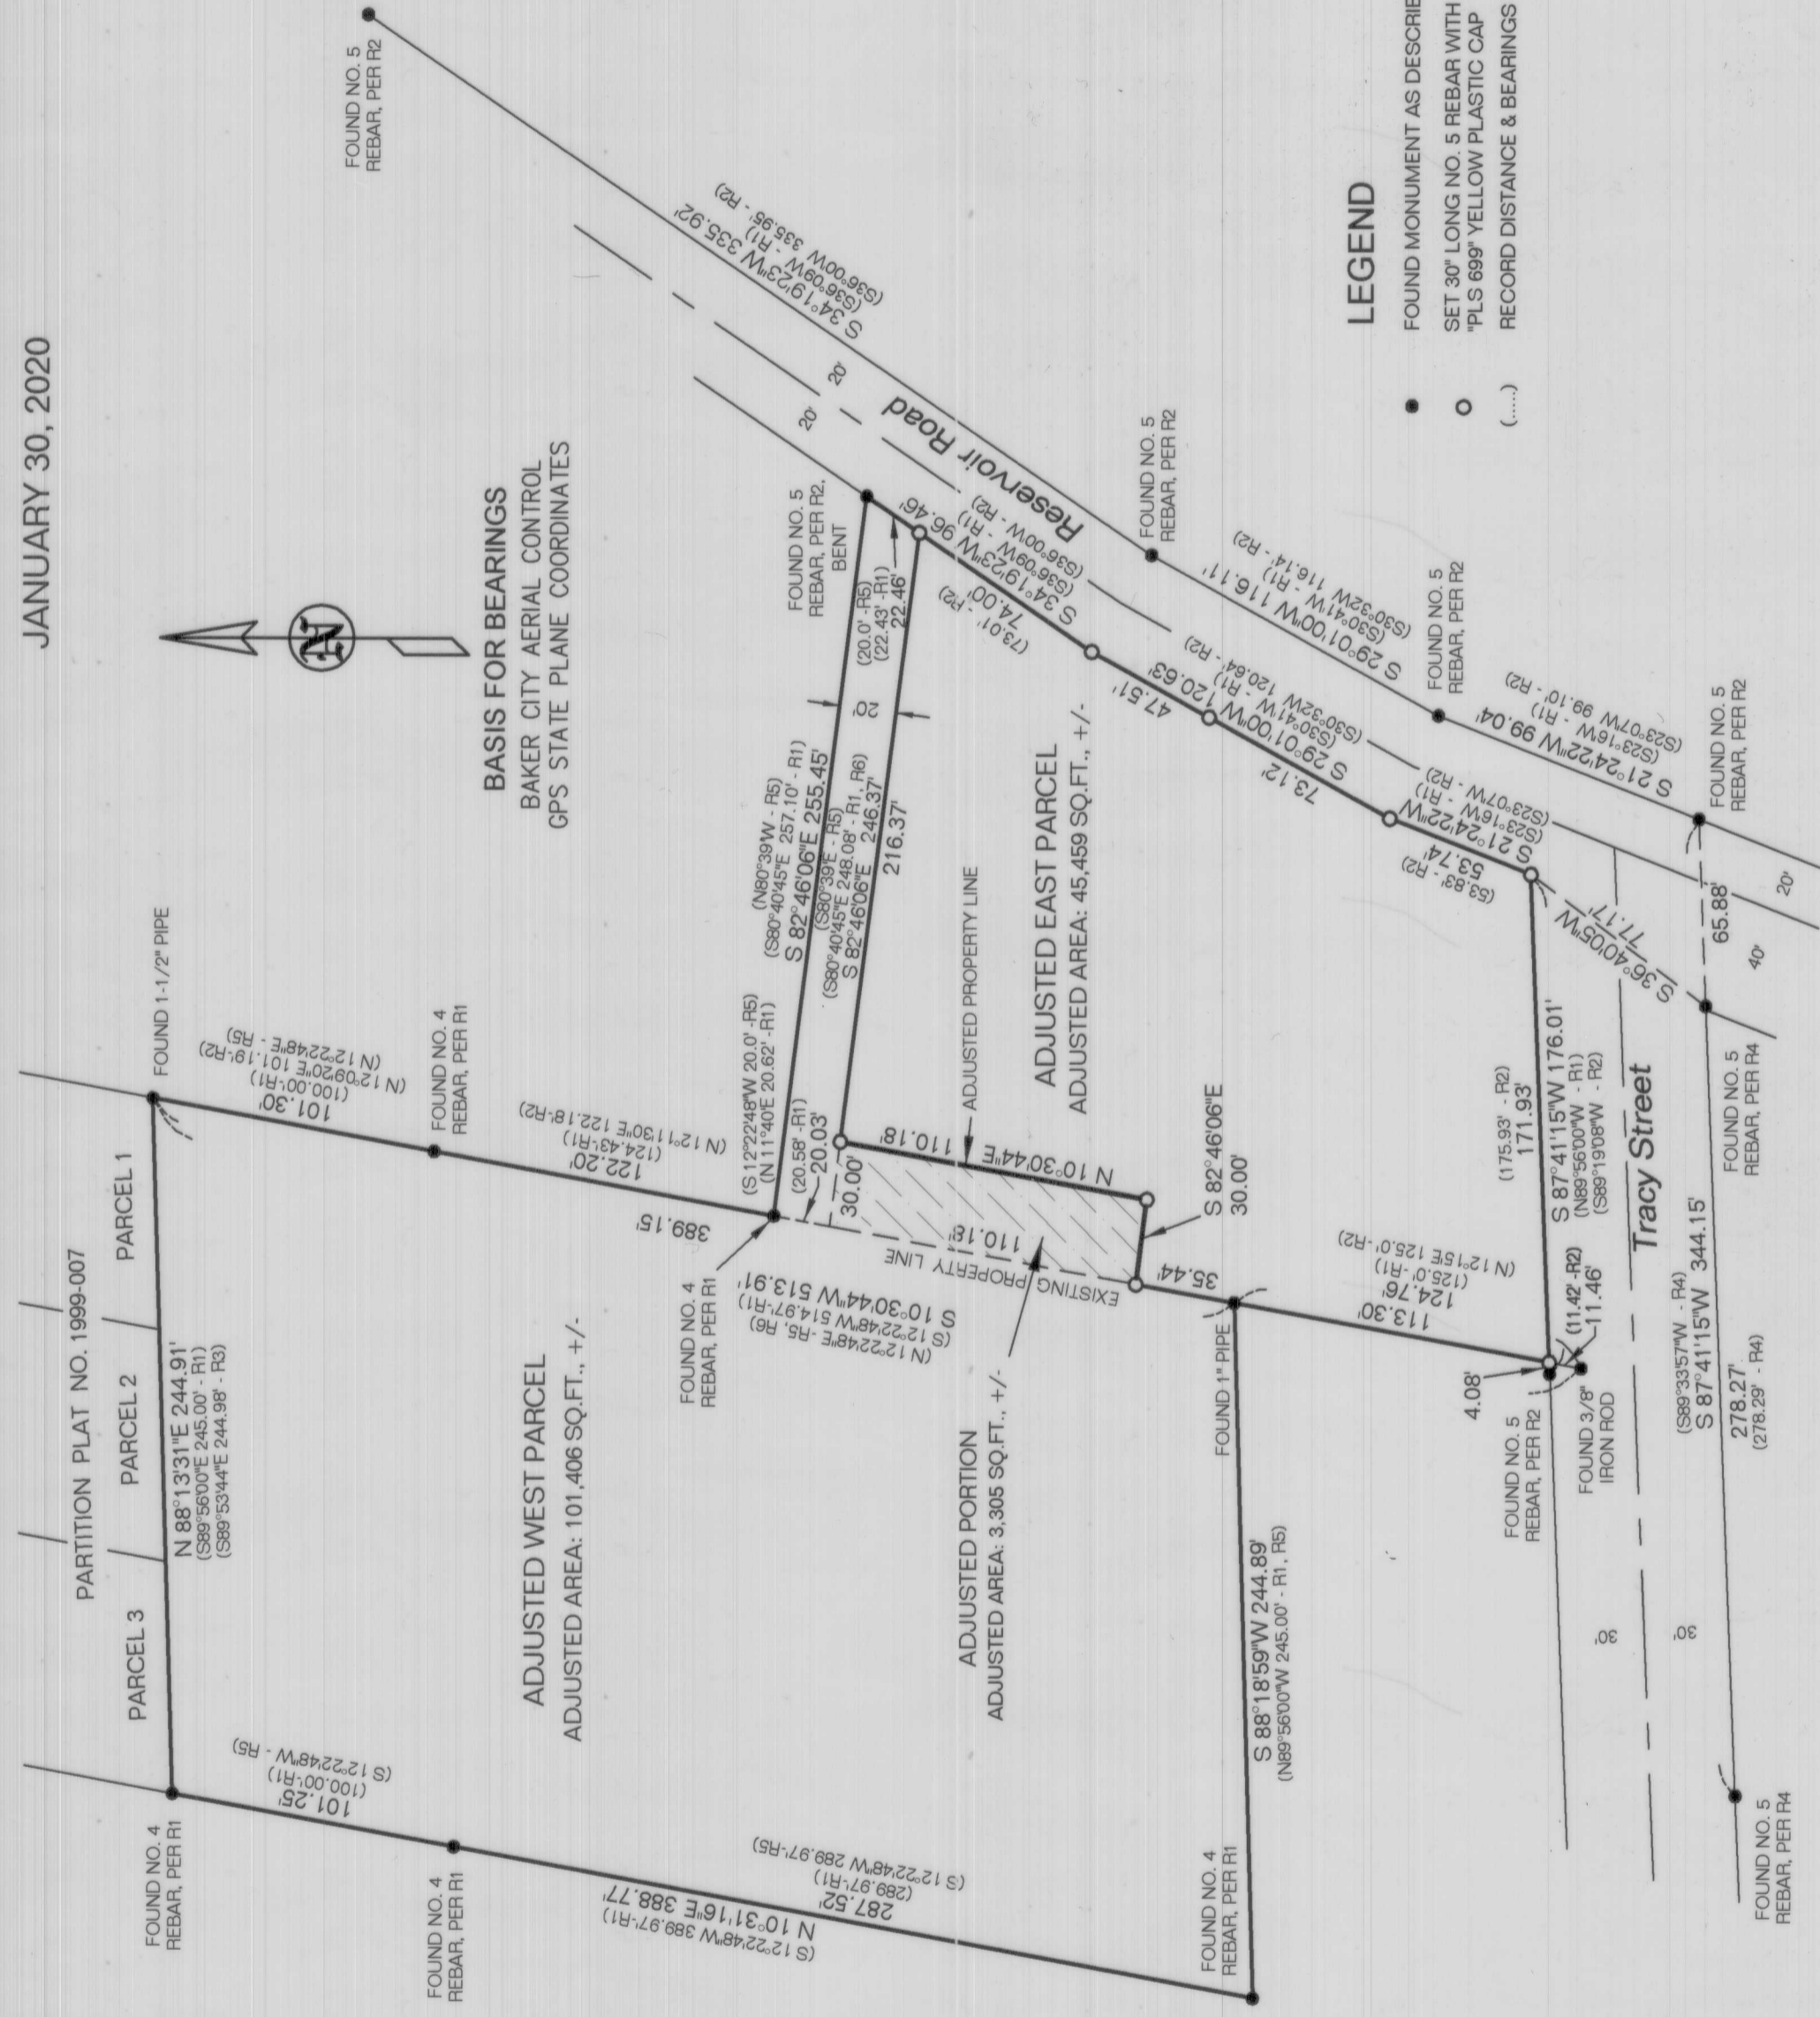 JANUARY 30, 2020
FOUND NO. 5
REBAR, PER R2
BASIS FOR BEARINGS
BAKER CITY AERIAL CONTROL
GPS STATE PLANE COORDINATES
PARTITION PLAT NO. 1999-007
PARCEL 3
PARCEL 2
PARCEL 1
N 88°13'31"E 244.91'
(S89°56'00"E 245.00' - R1)
(S89°53'44"E 244.98' - R3)
FOUND 1-1/2" PIPE
101.30'
(100.00'-R1)
(N 12°09'20"E 101.19'-R2)
(N 12°22'48"E - R5)
FOUND NO. 4
REBAR, PER R1
122.20'
(124.43'-R1)
(N 12°11'30"E 122.18'-R2)
389.15'
FOUND NO. 4
REBAR, PER R1
101.25'
(100.00'-R1)
(S 12°22'48"W - R5)
FOUND NO. 4
REBAR, PER R1
(S 12°22'48"W 389.97'-R1)
N 10°31'16"E 388.77'
287.52'
(289.97'-R1)
(S 12°22'48"W 289.97'-R5)
FOUND NO. 4
REBAR, PER R1
ADJUSTED WEST PARCEL
ADJUSTED AREA: 101,406 SQ.FT., +/-
FOUND NO. 4
REBAR, PER R1
(S 12°22'48"W 20.0' -R5)
(N 11°40'E 20.62' -R1)
(20.58' -R1)
20.03'
(N80°39'W - R5)
(S80°40'45"E 257.10' - R1)
S 82°46'06"E 255.45'
(S80°39'E - R5)
(S80°40'45"E 248.08' - R1, R6)
S 82°46'06"E 246.37'
216.37'
20'
FOUND NO. 5
REBAR, PER R2,
BENT
(20.0' -R5)
(22.43' -R1)
22.46'
S 34°19'23"W 335.92'
(S36°09'W - R1)
(S36°00'W 335.95' - R2)
20'
20'
Reservoir Road
S 34°19'23"W 96.46'
(S36°09'W - R1)
(S36°00'W - R2)
74.00'
(73.01' - R2)
FOUND NO. 5
REBAR, PER R2
S 29°01'00"W 116.11'
(S30°41'W - R1)
(S30°32'W 116.14' - R2)
47.51'
S 29°01'00"W 120.63'
(S30°41'W - R1)
(S30°32'W 120.64' - R2)
73.12'
FOUND NO. 5
REBAR, PER R2
S 21°24'22"W 99.04'
(S23°16'W - R1)
(S23°07'W 99.10' - R2)
S 21°24'22"W
(S23°16'W - R1)
(S23°07'W - R2)
53.74'
(53.83' - R2)
FOUND NO. 5
REBAR, PER R2
30.00'
110.18'
N 10°30'44"E
ADJUSTED PROPERTY LINE
ADJUSTED EAST PARCEL
ADJUSTED AREA: 45,459 SQ.FT., +/-
110.18'
EXISTING PROPERTY LINE
S 10°30'44"W 513.91'
(S 12°22'48"W 514.97'-R1)
(N 12°22'48"E -R5, R6)
S 82°46'06"E
30.00'
ADJUSTED PORTION
ADJUSTED AREA: 3,305 SQ.FT., +/-
35.44'
FOUND 1" PIPE
S 88°18'59"W 244.89'
(N89°56'00"W 245.00' - R1, R5)
113.30'
124.76'
(125.0' -R1)
(N 12°15'E 125.0'-R2)
(175.93' - R2)
171.93'
S 87°41'15"W 176.01'
(N89°56'00"W - R1)
(S89°19'08"W - R2)
(11.42' -R2)
11.46'
4.08'
FOUND NO. 5
REBAR, PER R2
FOUND 3/8"
IRON ROD
S 36°40'05"W
77.17'
65.88'
40'
20'
Tracy Street
30'
30'
(S89°33'57"W - R4)
S 87°41'15"W 344.15'
278.27'
(278.29' - R4)
FOUND NO. 5
REBAR, PER R4
FOUND NO. 5
REBAR, PER R4
LEGEND
FOUND MONUMENT AS DESCRIBE
SET 30" LONG NO. 5 REBAR WITH
"PLS 699" YELLOW PLASTIC CAP
(.....) RECORD DISTANCE & BEARINGS
N